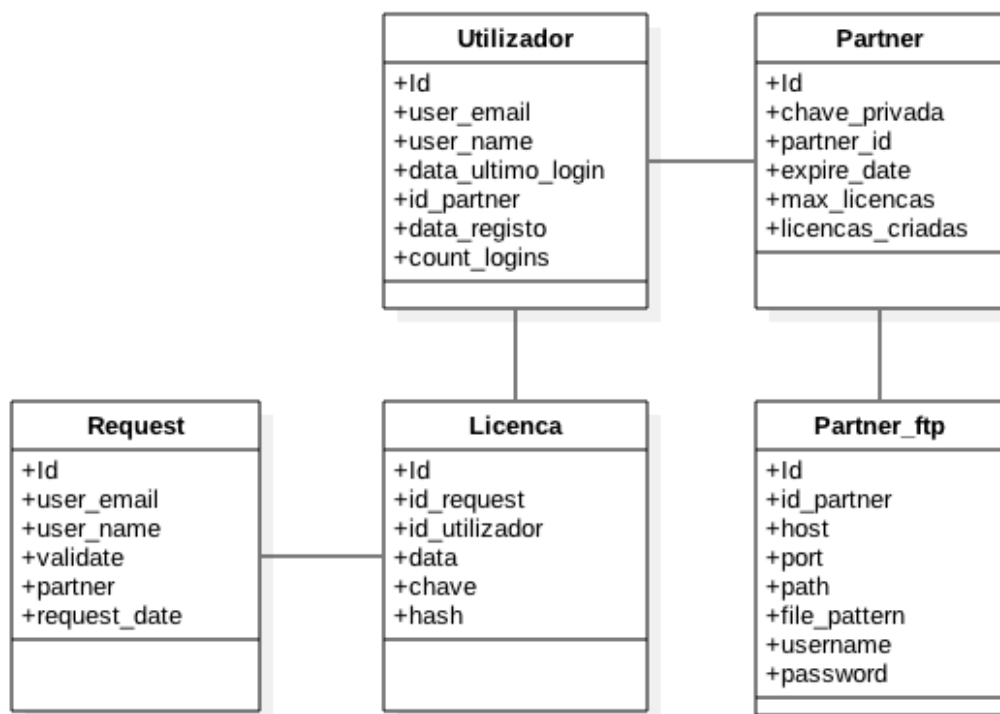 Utilizador
+Id
+user_email
+user_name
+data_ultimo_login
+id_partner
+data_registo
+count_logins
Partner
+Id
+chave_privada
+partner_id
+expire_date
+max_licencas
+licencas_criadas
Request
+Id
+user_email
+user_name
+validate
+partner
+request_date
Licenca
+Id
+id_request
+id_utilizador
+data
+chave
+hash
Partner_ftp
+Id
+id_partner
+host
+port
+path
+file_pattern
+username
+password